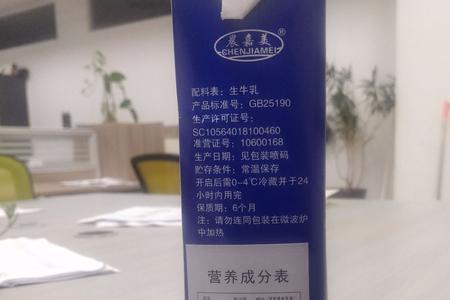 晨嘉美
CHENJIAMEI
配料表：生牛乳
产品标准号：GB25190
生产许可证号：
SC10564018100460
准营证号：10600168
生产日期：见包装喷码
贮存条件：常温保存
开启后需0-4℃冷藏并于24
小时内用完
保质期：6个月
注：请勿连同包装在微波炉
中加热
营养成分表